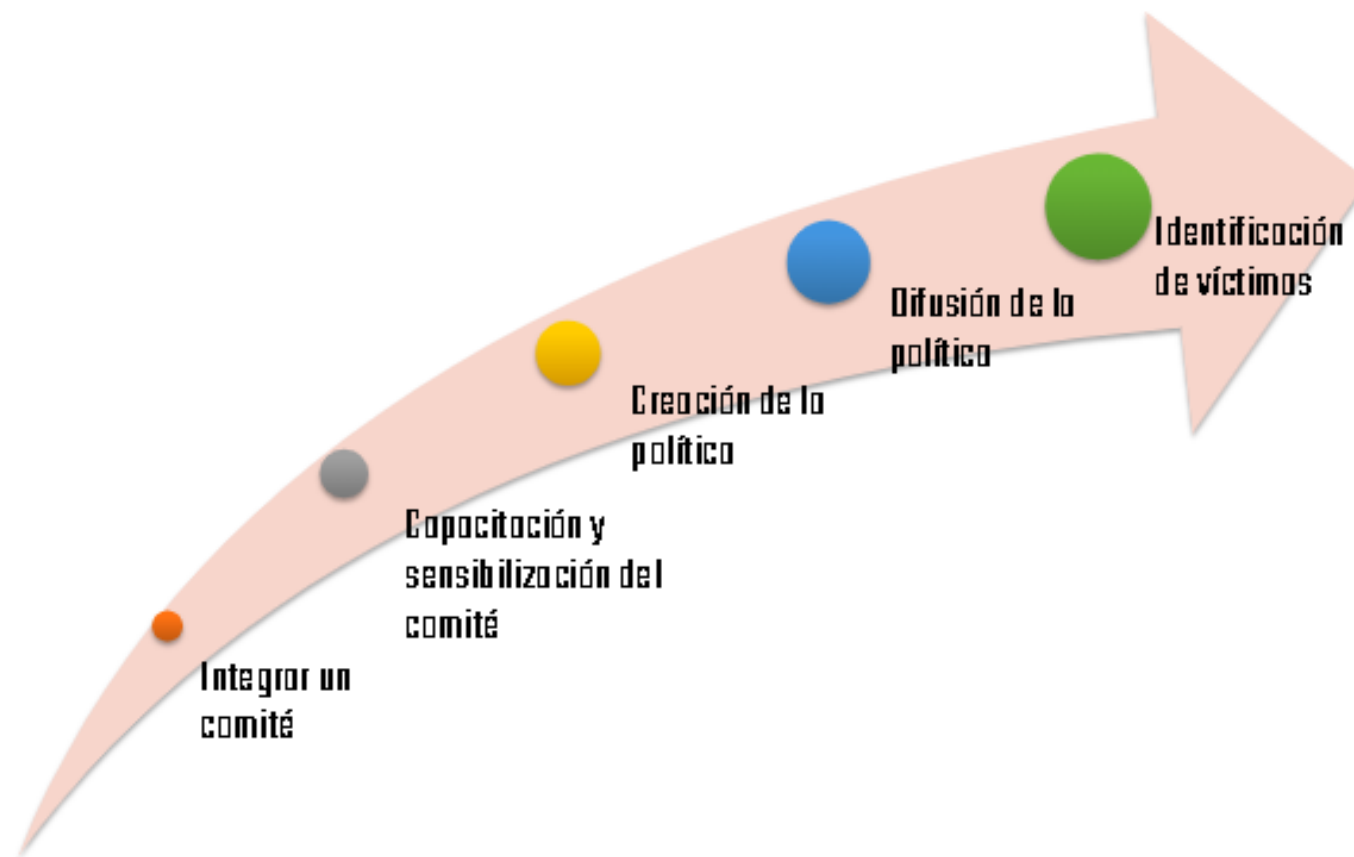 Integrar un
comité
Capacitación y
sensibilización del
comité
Creación de la
política
Difusión de la
política
Identificación
de víctimas